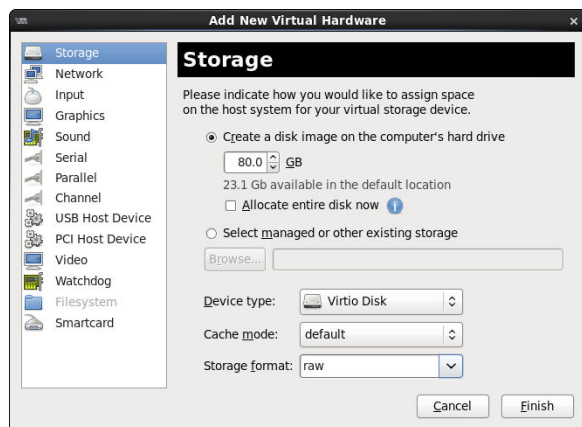 Add New Virtual Hardware
Storage
Network
Input
Graphics
Sound
Serial
Parallel
Channel
USB Host Device
PCI Host Device
Video
Watchdog
Filesystem
Smartcard
Storage
Please indicate how you would like to assign space
on the host system for your virtual storage device.
Create a disk image on the computer's hard drive
80.0 GB
23.1 Gb available in the default location
Allocate entire disk now
Select managed or other existing storage
Browse...
Device type: Virtio Disk
Cache mode: default
Storage format: raw
Cancel Finish